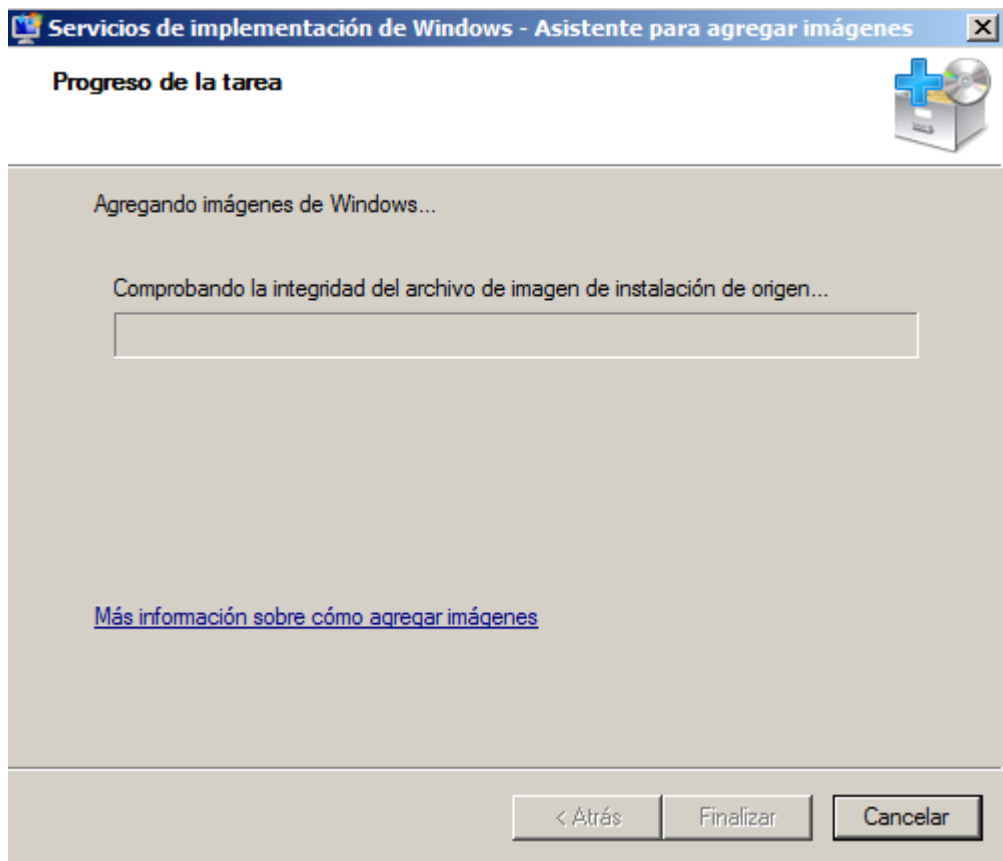 Servicios de implementación de Windows - Asistente para agregar imágenes
Progreso de la tarea
Agregando imágenes de Windows...
Comprobando la integridad del archivo de imagen de instalación de origen...
Más información sobre cómo agregar imágenes
< Atrás
Finalizar
Cancelar